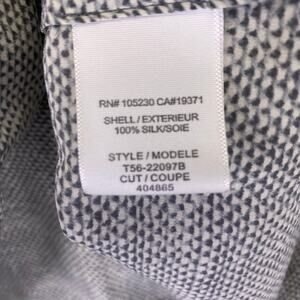 RN# 105230 CA#19371
SHELL / EXTERIEUR
100% SILK/SOIE
STYLE / MODELE
T56-22097B
CUT / COUPE
404865